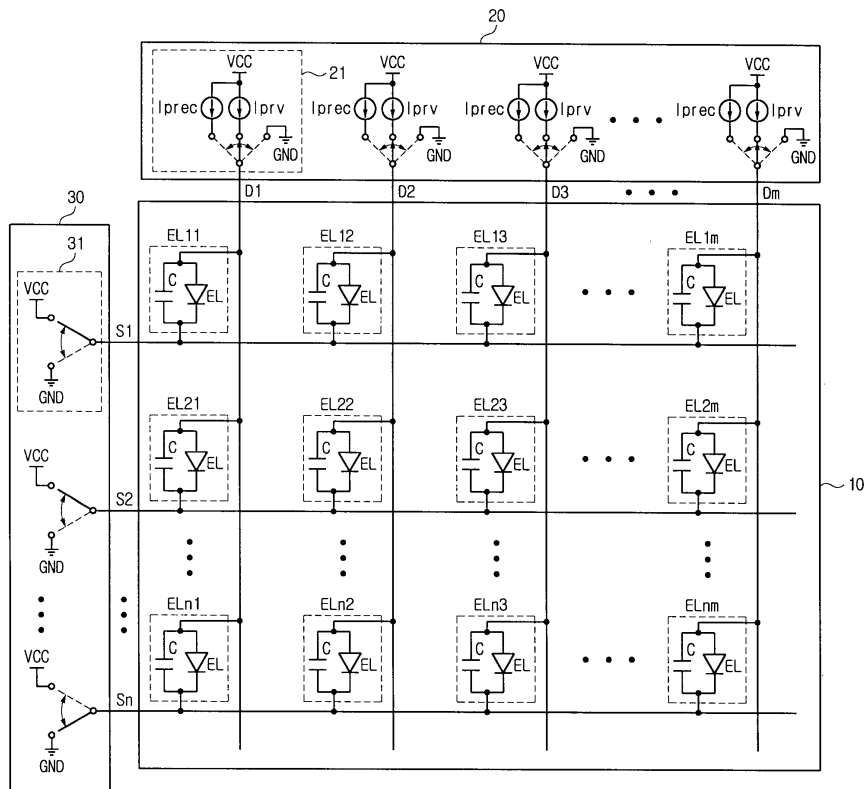 20
21
VCC VCC VCC VCC
Iprec Iprv Iprec Iprv Iprec Iprv Iprec Iprv
GND GND GND GND
D1 D2 D3 Dm
30
31
EL11 EL12 EL13 EL1m
VCC
C EL C EL C EL C EL
S1
GND
EL21 EL22 EL23 EL2m
VCC
C EL C EL C EL C EL
10
S2
GND
ELn1 ELn2 ELn3 ELnm
VCC
C EL C EL C EL C EL
Sn
GND